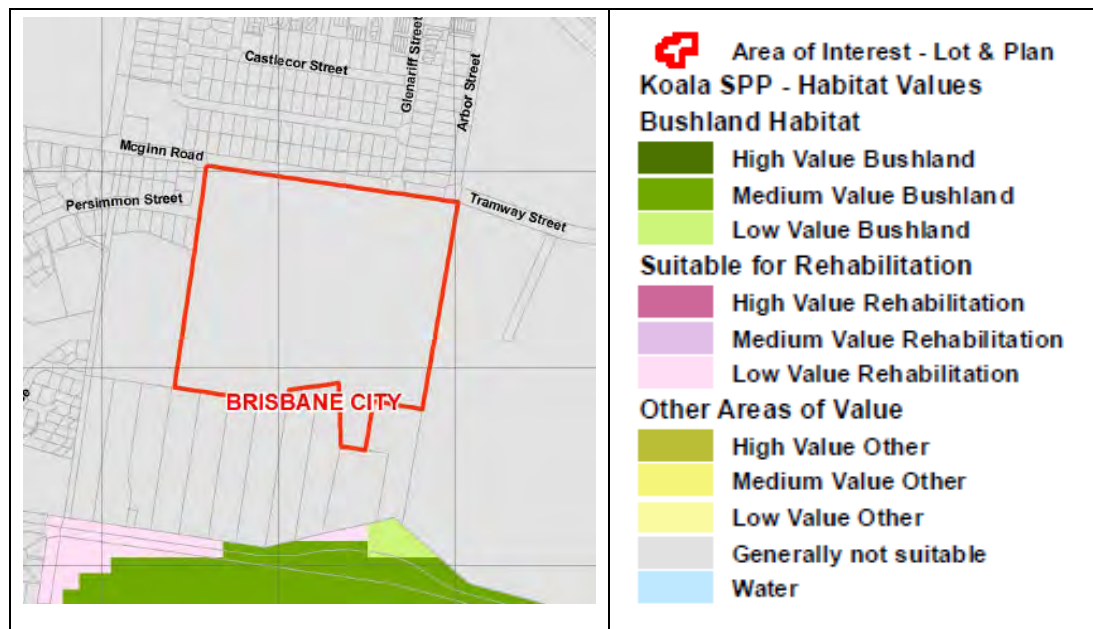 Castlecor Street
Glenariff Street
Arbor Street
Mcginn Road
Persimmon Street
Tramway Street
BRISBANE CITY
Area of Interest - Lot & Plan
Koala SPP - Habitat Values
Bushland Habitat
High Value Bushland
Medium Value Bushland
Low Value Bushland
Suitable for Rehabilitation
High Value Rehabilitation
Medium Value Rehabilitation
Low Value Rehabilitation
Other Areas of Value
High Value Other
Medium Value Other
Low Value Other
Generally not suitable
Water